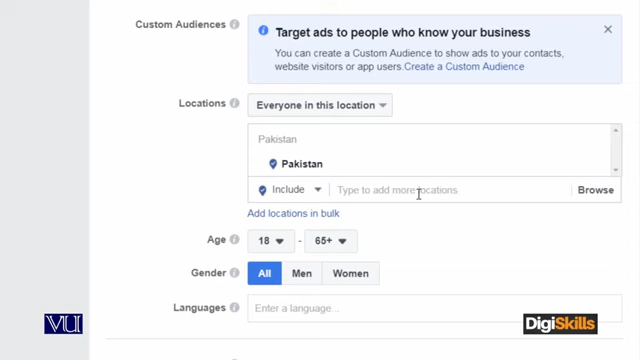 Custom Audiences
Target ads to people who know your business
You can create a Custom Audience to show ads to your contacts,
website visitors or app users.Create a Custom Audience
Locations
Everyone in this location
Pakistan
Pakistan
Include
Type to add more locations
Browse
Add locations in bulk
Age
18 - 65+
Gender
All Men Women
Languages
Enter a language...
VU
DigiSkills